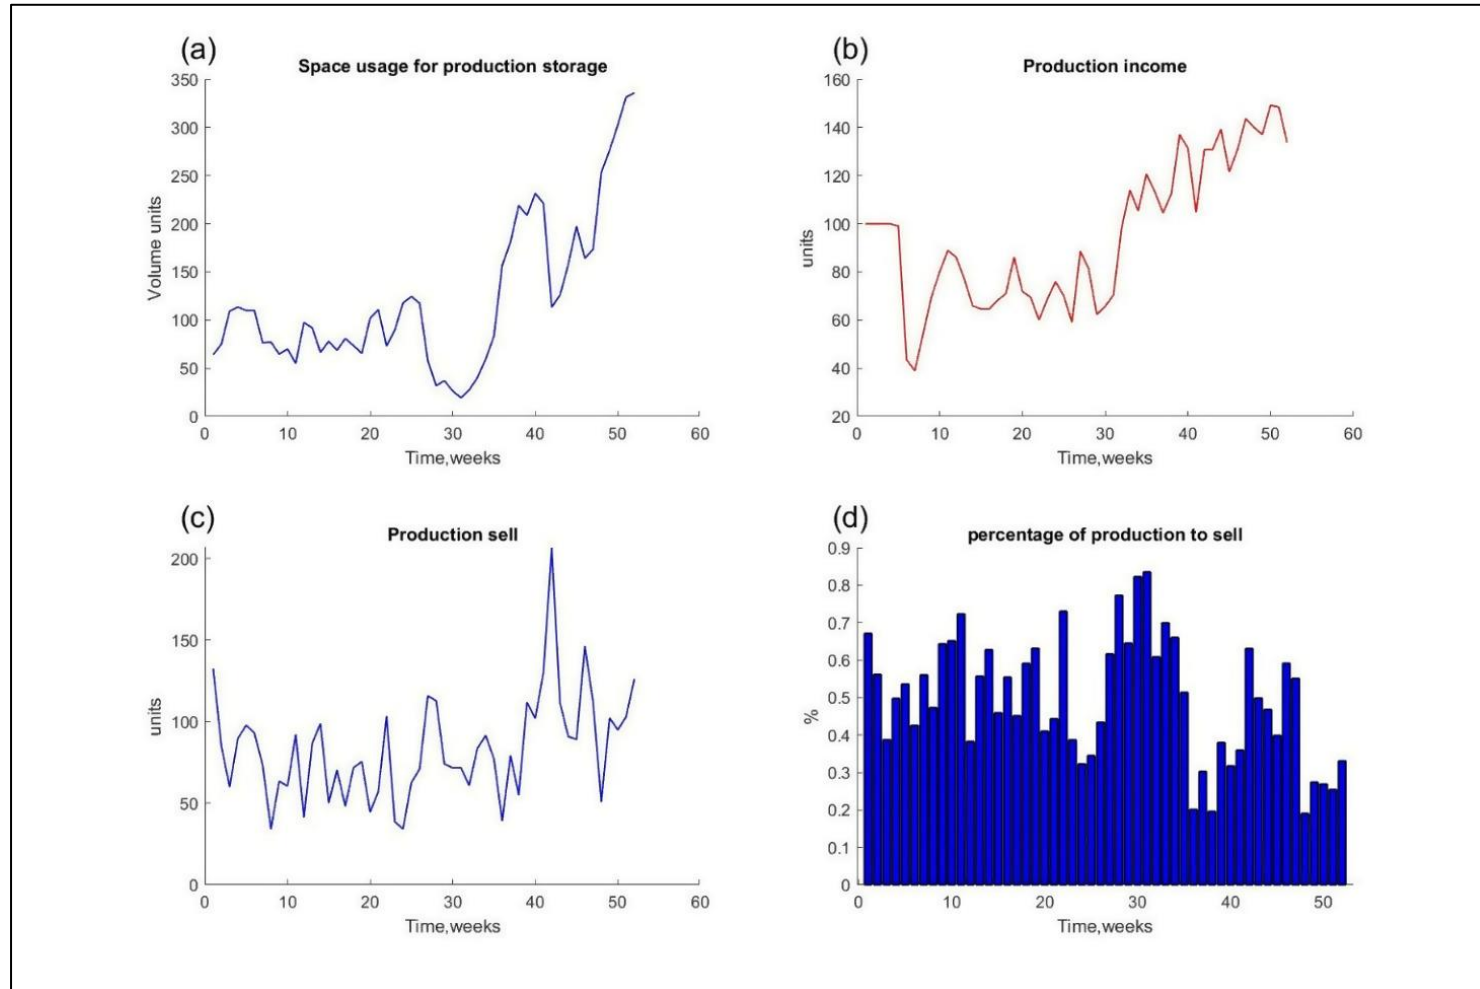 (a)
Space usage for production storage
350
300
250
200
150
100
50
0
Volume units
0 10 20 30 40 50 60
Time,weeks
(b)
Production income
160
140
120
100
80
60
40
20
units
0 10 20 30 40 50 60
Time,weeks
(c)
Production sell
200
150
100
50
0
units
0 10 20 30 40 50 60
Time,weeks
(d)
percentage of production to sell
0.9
0.8
0.7
0.6
0.5
0.4
0.3
0.2
0.1
0
%
0 10 20 30 40 50
Time,weeks